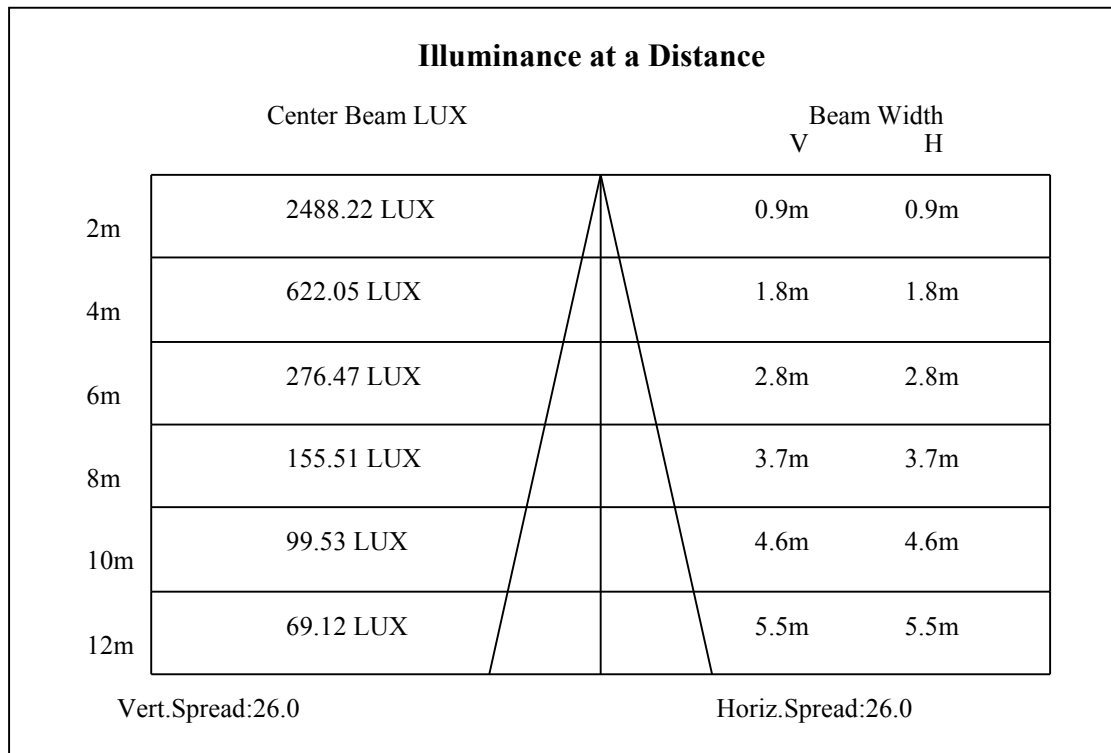 Illuminance at a Distance
Center Beam LUX Beam Width
V H
2m 2488.22 LUX 0.9m 0.9m
4m 622.05 LUX 1.8m 1.8m
6m 276.47 LUX 2.8m 2.8m
8m 155.51 LUX 3.7m 3.7m
10m 99.53 LUX 4.6m 4.6m
12m 69.12 LUX 5.5m 5.5m
Vert.Spread:26.0 Horiz.Spread:26.0